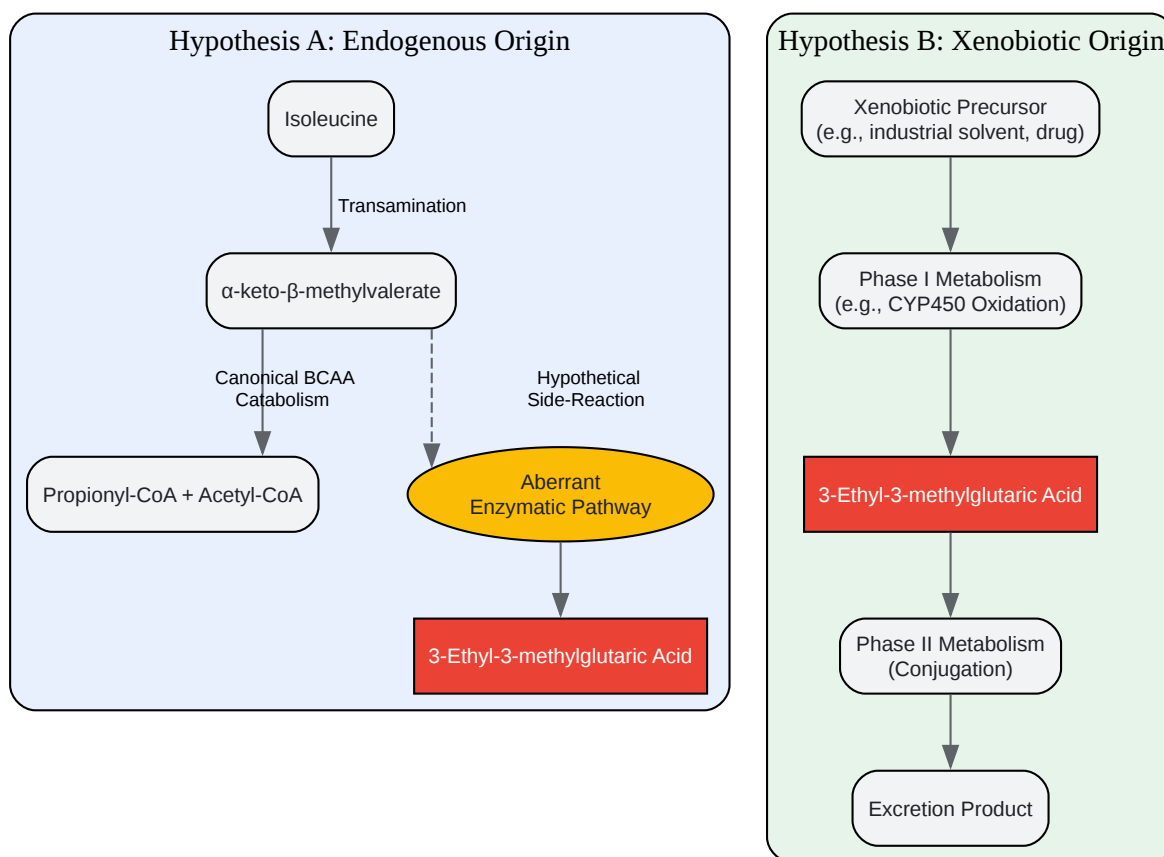 Hypothesis A: Endogenous Origin
Isoleucine
Transamination
α-keto-β-methylvalerate
Canonical BCAA
Catabolism
Hypothetical
Side-Reaction
Propionyl-CoA + Acetyl-CoA
Aberrant
Enzymatic Pathway
3-Ethyl-3-methylglutaric Acid
Hypothesis B: Xenobiotic Origin
Xenobiotic Precursor
(e.g., industrial solvent, drug)
Phase I Metabolism
(e.g., CYP450 Oxidation)
3-Ethyl-3-methylglutaric Acid
Phase II Metabolism
(Conjugation)
Excretion Product